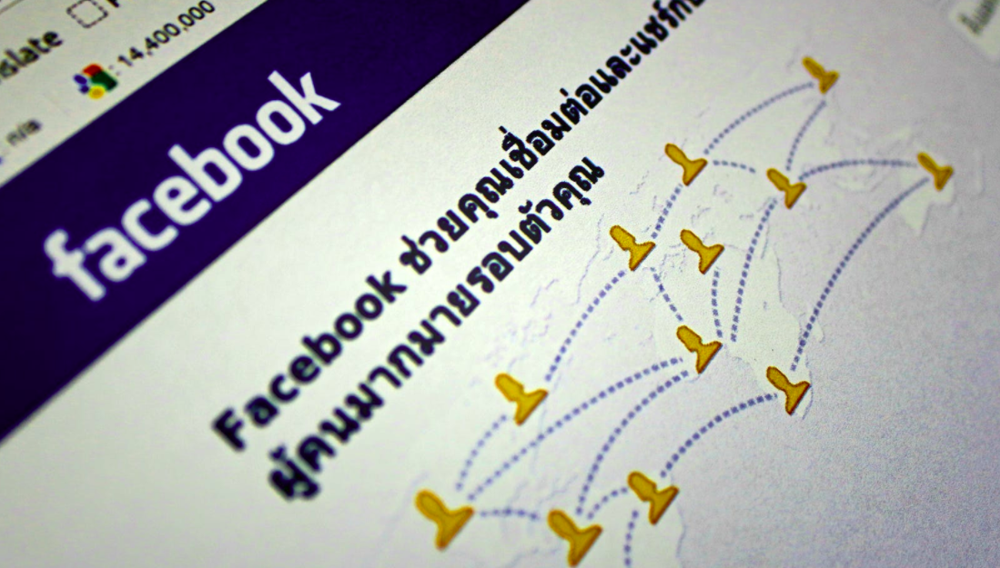 : 14,400,000
n/a
facebook
Facebook ช่วยคุณเชื่อมต่อและแชร์กับ
ผู้คนมากมายรอบตัวคุณ